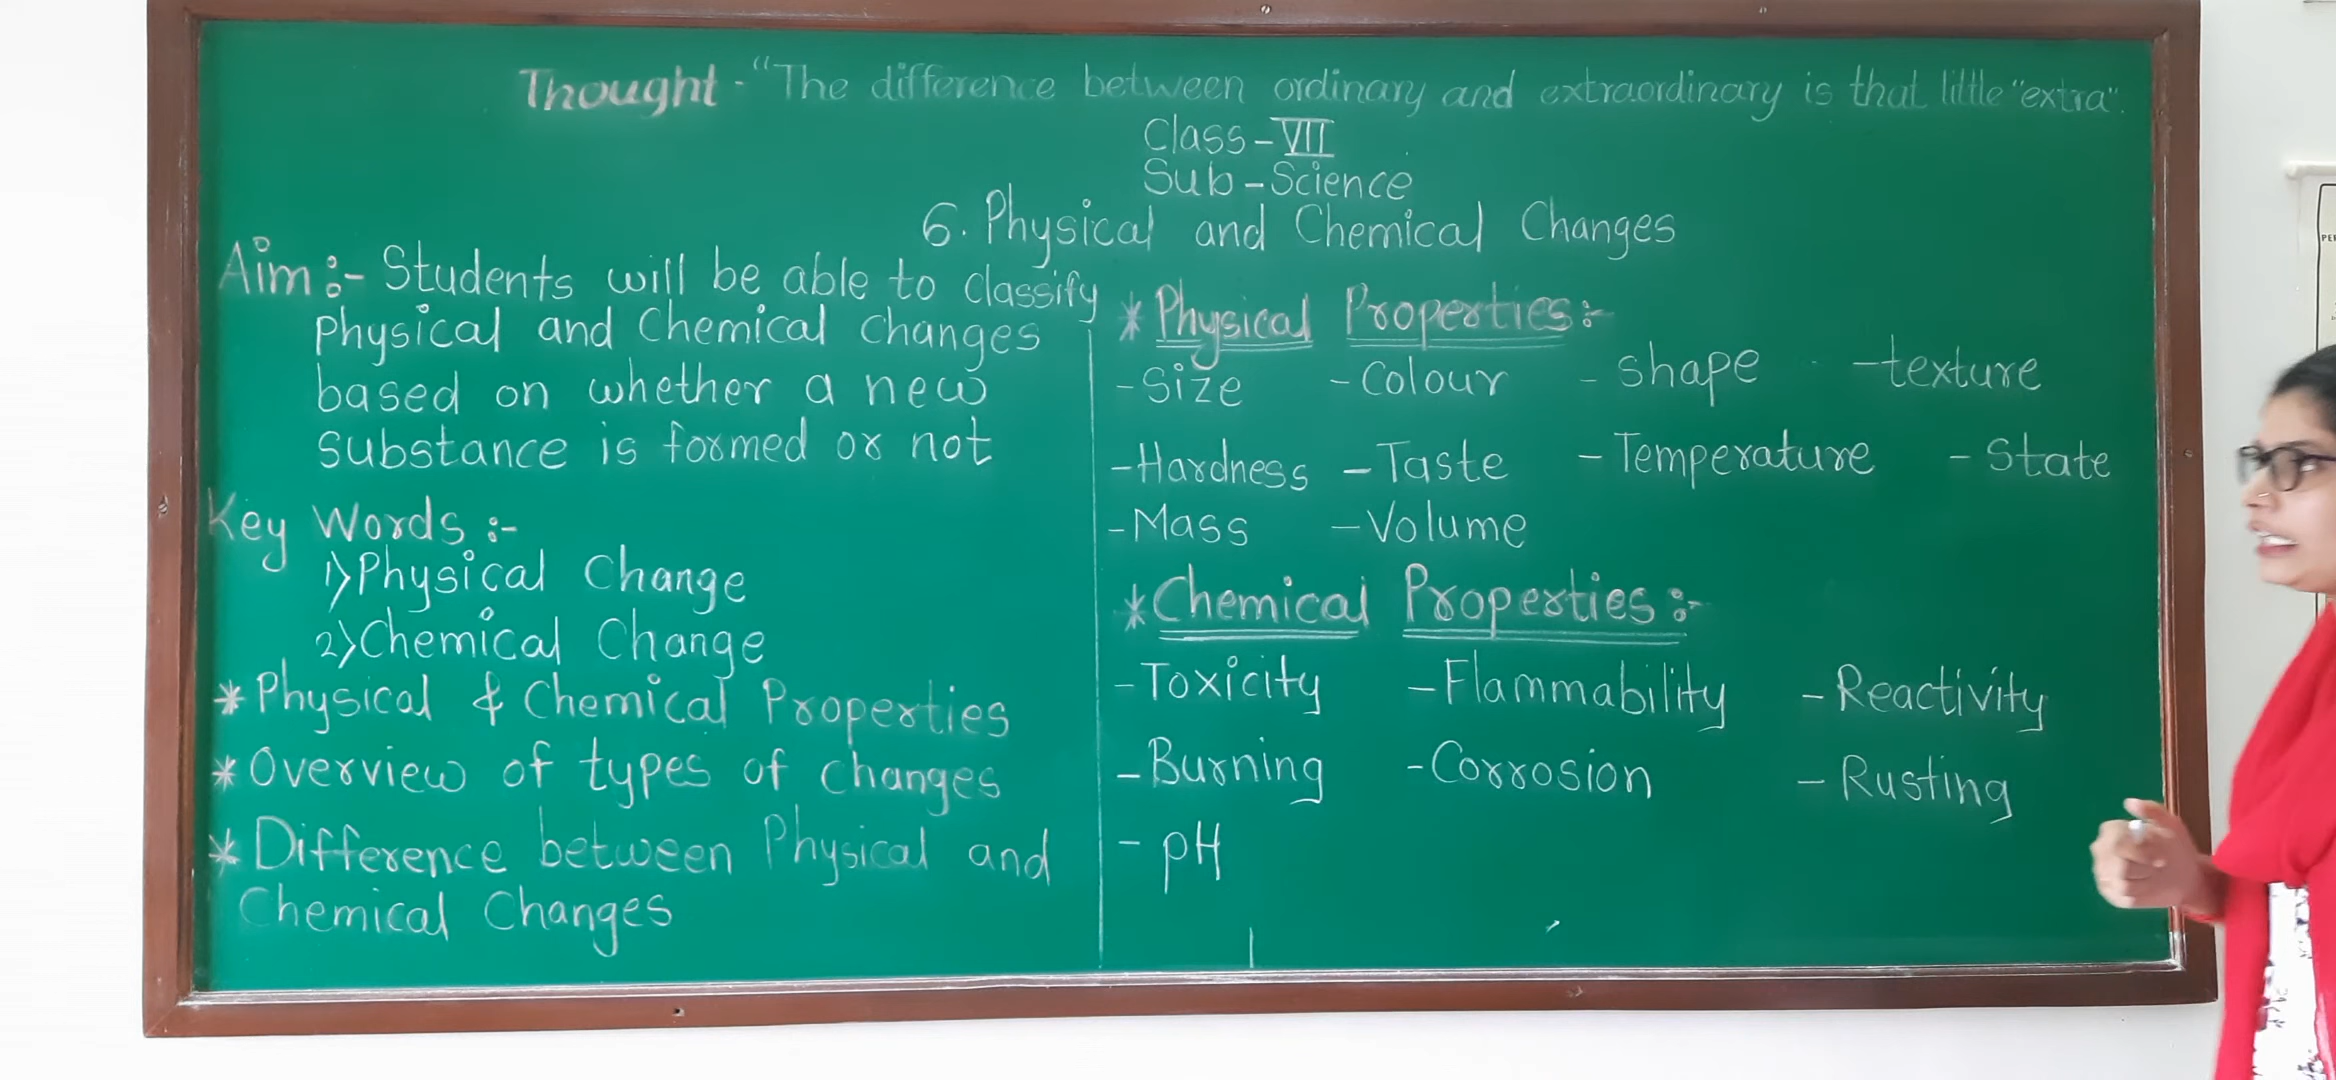 Thought - "The difference between ordinary and extraordinary is that little "extra".
Class - VII
Sub - Science
6. Physical and Chemical Changes
Aim :- Students will be able to classify
Physical and Chemical changes
based on whether a new
substance is formed or not
Key Words :-
1) Physical Change
2) Chemical Change
* Physical & Chemical Properties
* Overview of types of changes
* Difference between Physical and
Chemical Changes
* Physical Properties :-
- Size - Colour - shape - texture
- Hardness - Taste - Temperature - State
- Mass - Volume
* Chemical Properties :-
- Toxicity - Flammability - Reactivity
- Burning - Corrosion - Rusting
- pH